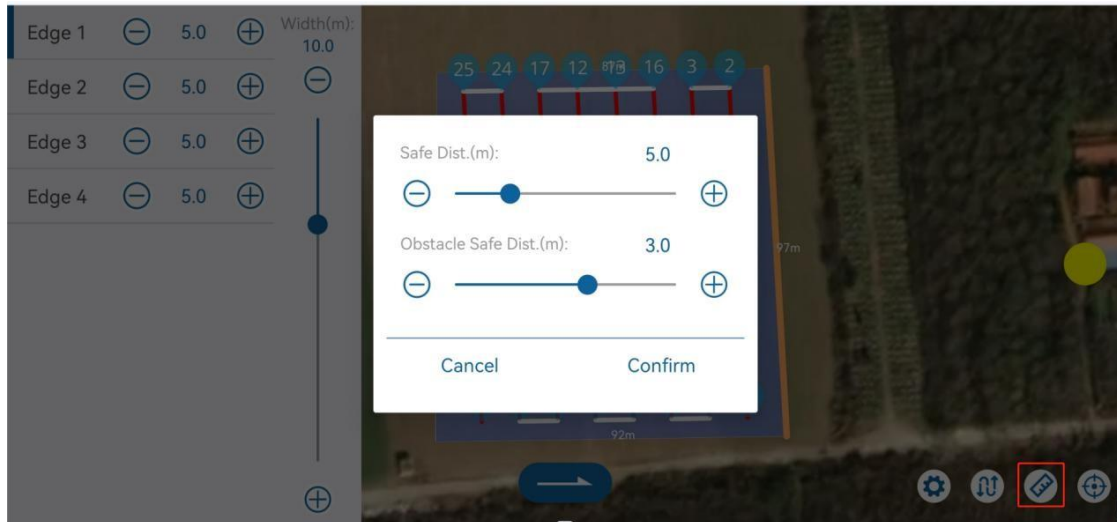 Edge 1 5.0
Edge 2 5.0
Edge 3 5.0
Edge 4 5.0
Width(m):
10.0
25 24 17 12 13 16 3 2
Safe Dist.(m): 5.0
Obstacle Safe Dist.(m): 3.0
Cancel Confirm
97m
92m